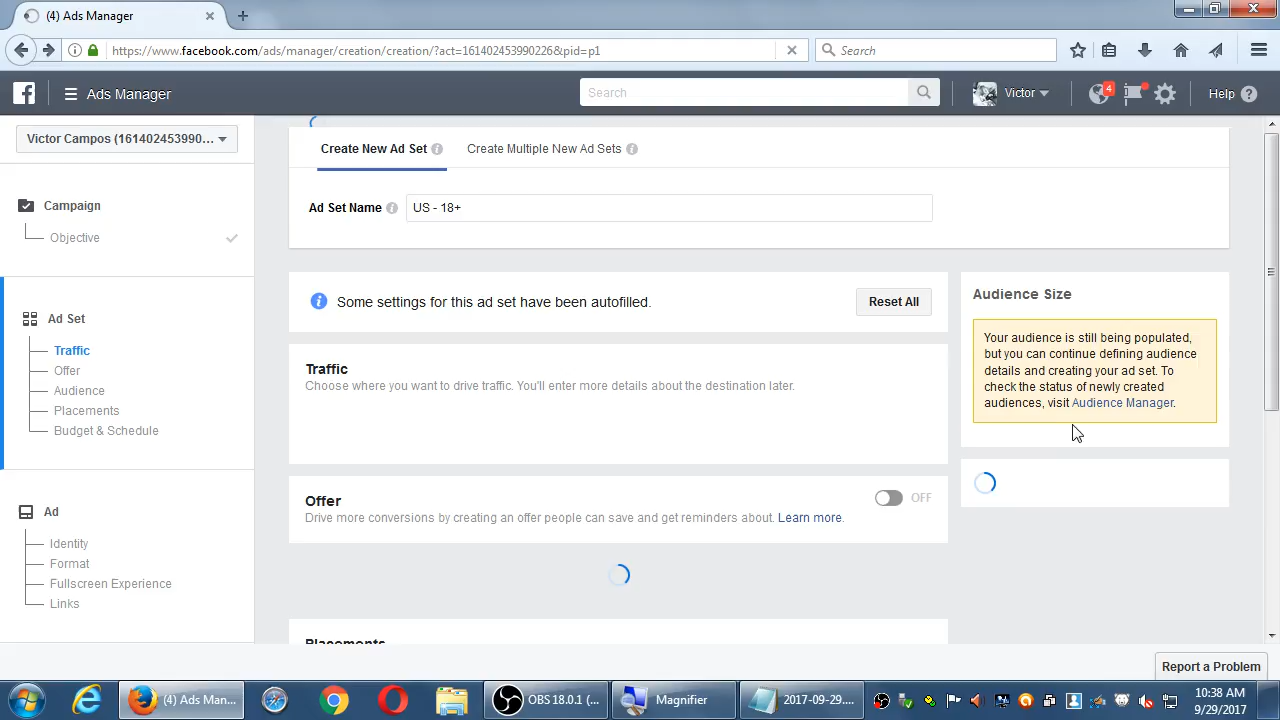 (4) Ads Manager
https://www.facebook.com/ads/manager/creation/creation/?act=161402453990226&pid=p1
Search
Ads Manager
Search
Victor
4
Help
Victor Campos (161402453990...
Campaign
Objective
Ad Set
Traffic
Offer
Audience
Placements
Budget & Schedule
Ad
Identity
Format
Fullscreen Experience
Links
Create New Ad Set
Create Multiple New Ad Sets
Ad Set Name
US - 18+
Some settings for this ad set have been autofilled.
Reset All
Traffic
Choose where you want to drive traffic. You'll enter more details about the destination later.
Offer
OFF
Drive more conversions by creating an offer people can save and get reminders about. Learn more.
Placements
Audience Size
Your audience is still being populated,
but you can continue defining audience
details and creating your ad set. To
check the status of newly created
audiences, visit Audience Manager.
Report a Problem
(4) Ads Man...
OBS 18.0.1 (...
Magnifier
2017-09-29....
10:38 AM
9/29/2017